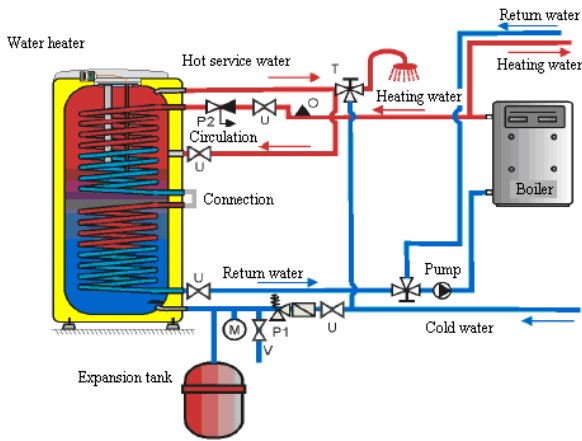 Return water
Water heater
Hot service water
T
Heating water
Heating water
P2
U
O
Circulation
U
Connection
Boiler
U
Return water
Pump
M
V
P1
U
Cold water
Expansion tank